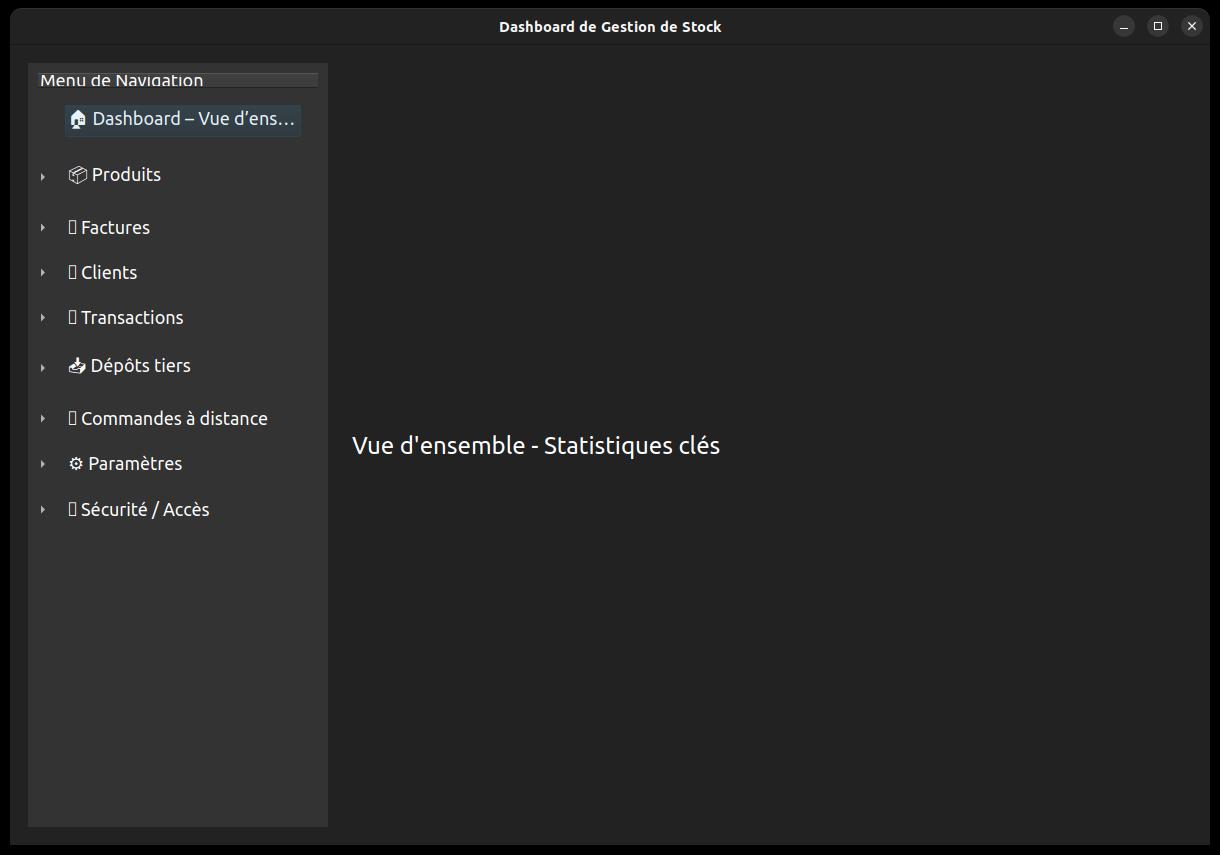 Dashboard de Gestion de Stock
Menu de Navigation
🏠 Dashboard – Vue d’ens…
📦 Produits
▯ Factures
▯ Clients
▯ Transactions
📥 Dépôts tiers
▯ Commandes à distance
⚙ Paramètres
▯ Sécurité / Accès
Vue d'ensemble - Statistiques clés